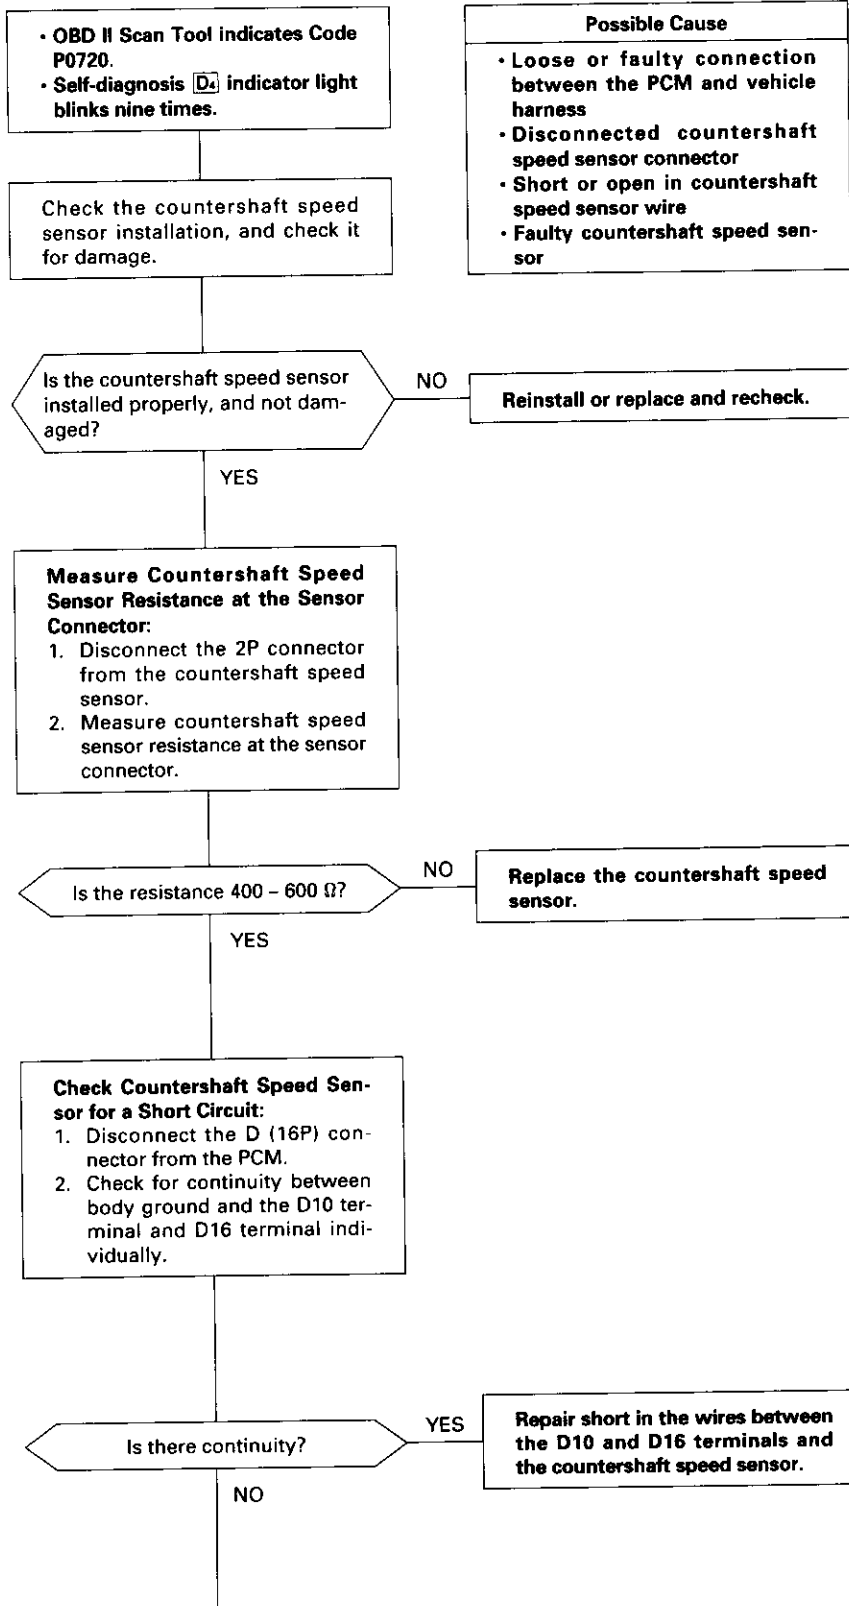 • OBD II Scan Tool indicates Code
P0720.
• Self-diagnosis D4 indicator light
blinks nine times.
Possible Cause
• Loose or faulty connection
between the PCM and vehicle
harness
• Disconnected countershaft
speed sensor connector
• Short or open in countershaft
speed sensor wire
• Faulty countershaft speed sen-
sor
Check the countershaft speed
sensor installation, and check it
for damage.
Is the countershaft speed sensor
installed properly, and not dam-
aged?
NO
Reinstall or replace and recheck.
YES
Measure Countershaft Speed
Sensor Resistance at the Sensor
Connector:
1. Disconnect the 2P connector
from the countershaft speed
sensor.
2. Measure countershaft speed
sensor resistance at the sensor
connector.
Is the resistance 400 – 600 Ω?
NO
Replace the countershaft speed
sensor.
YES
Check Countershaft Speed Sen-
sor for a Short Circuit:
1. Disconnect the D (16P) con-
nector from the PCM.
2. Check for continuity between
body ground and the D10 ter-
minal and D16 terminal indi-
vidually.
Is there continuity?
YES
Repair short in the wires between
the D10 and D16 terminals and
the countershaft speed sensor.
NO